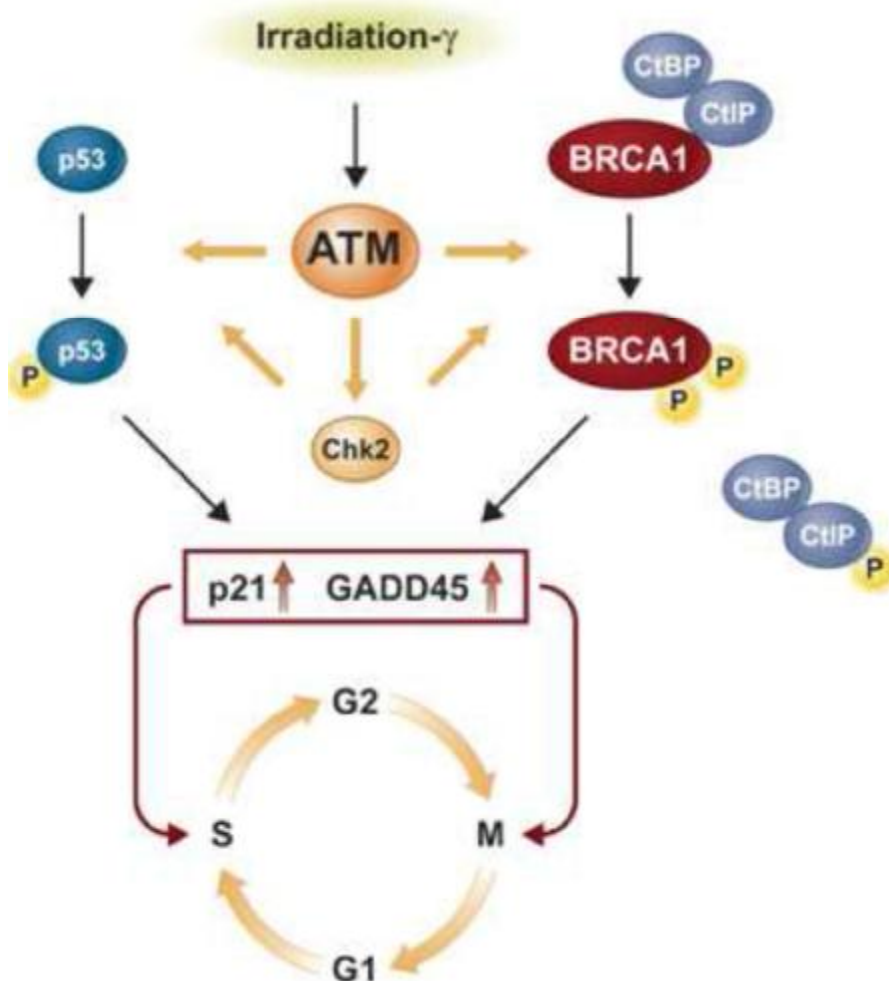 Irradiation-γ
CtBP
CtIP
p53
BRCA1
ATM
p53
P
BRCA1
P
P
Chk2
CtBP
CtIP
P
p21 GADD45
G2
S
M
G1